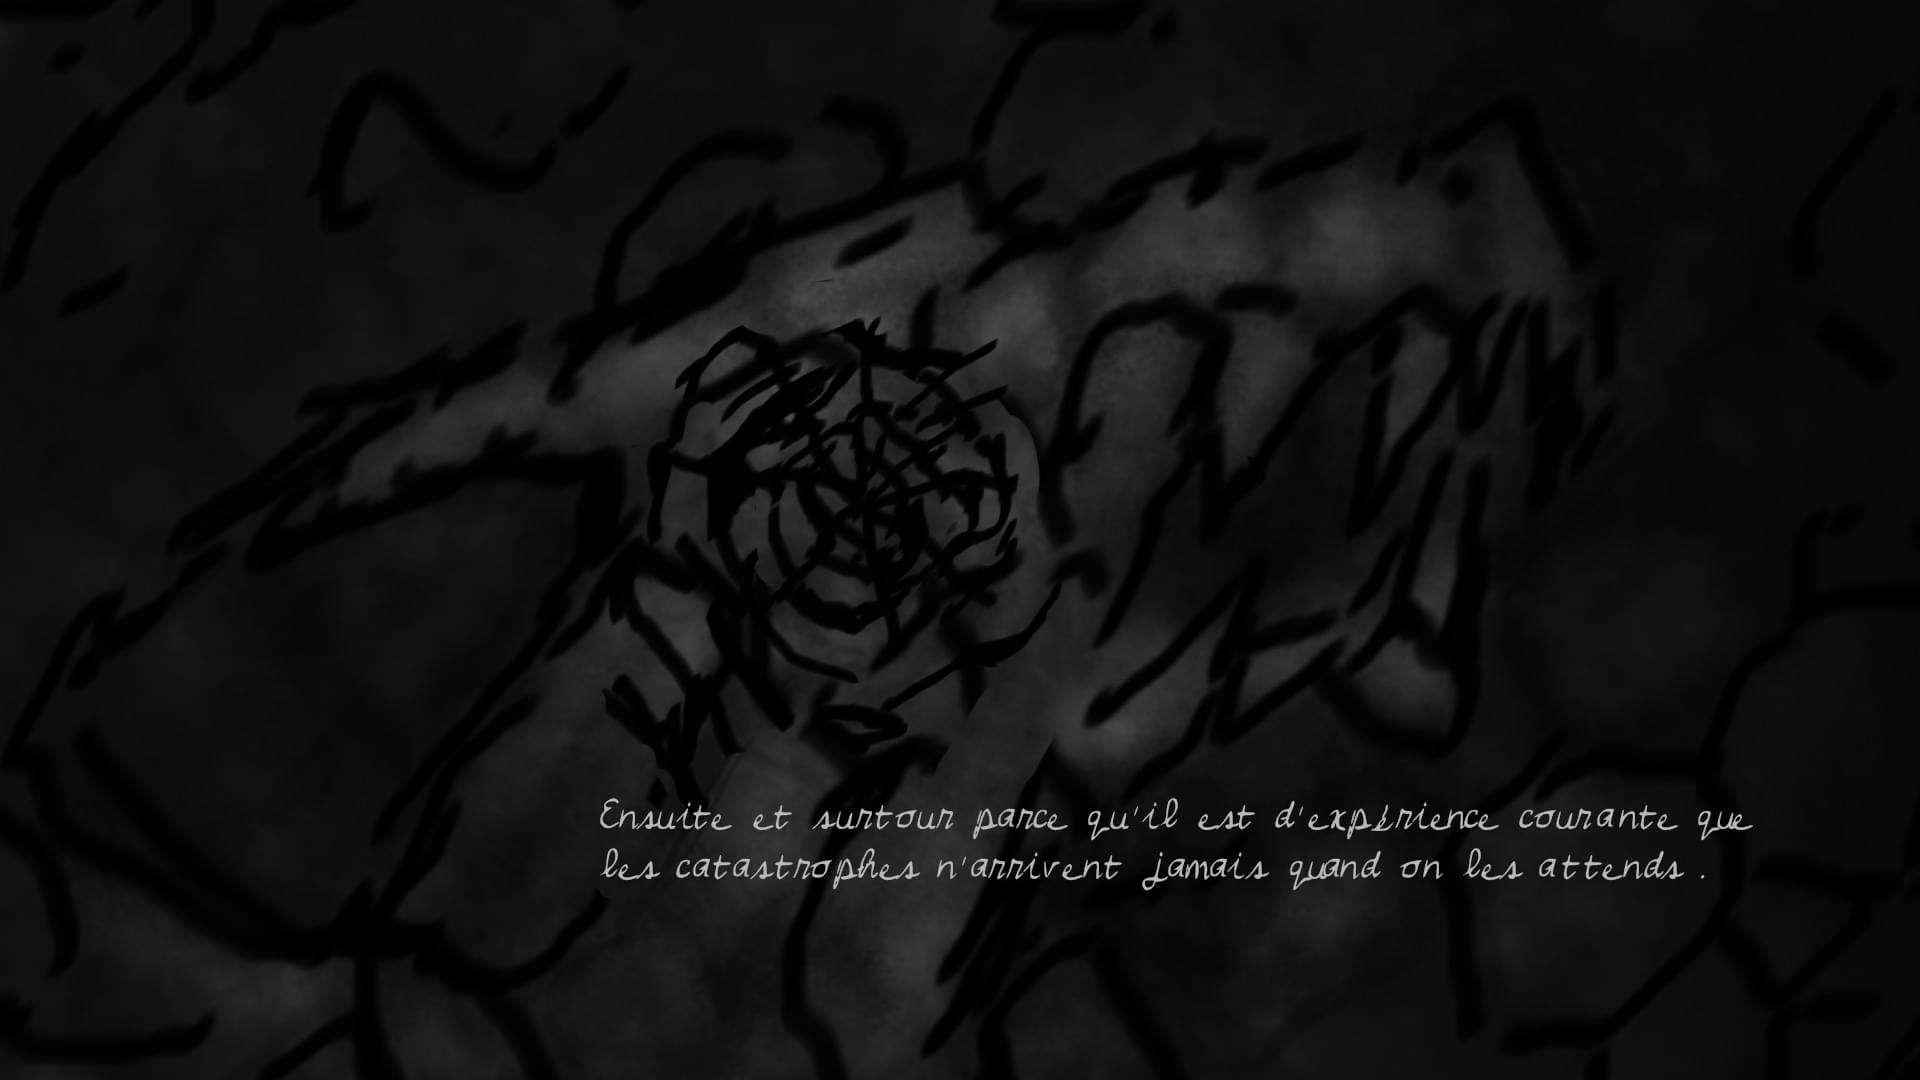 Ensuite et surtour parce qu'il est d'expérience courante que
les catastrophes n'arrivent jamais quand on les attends .